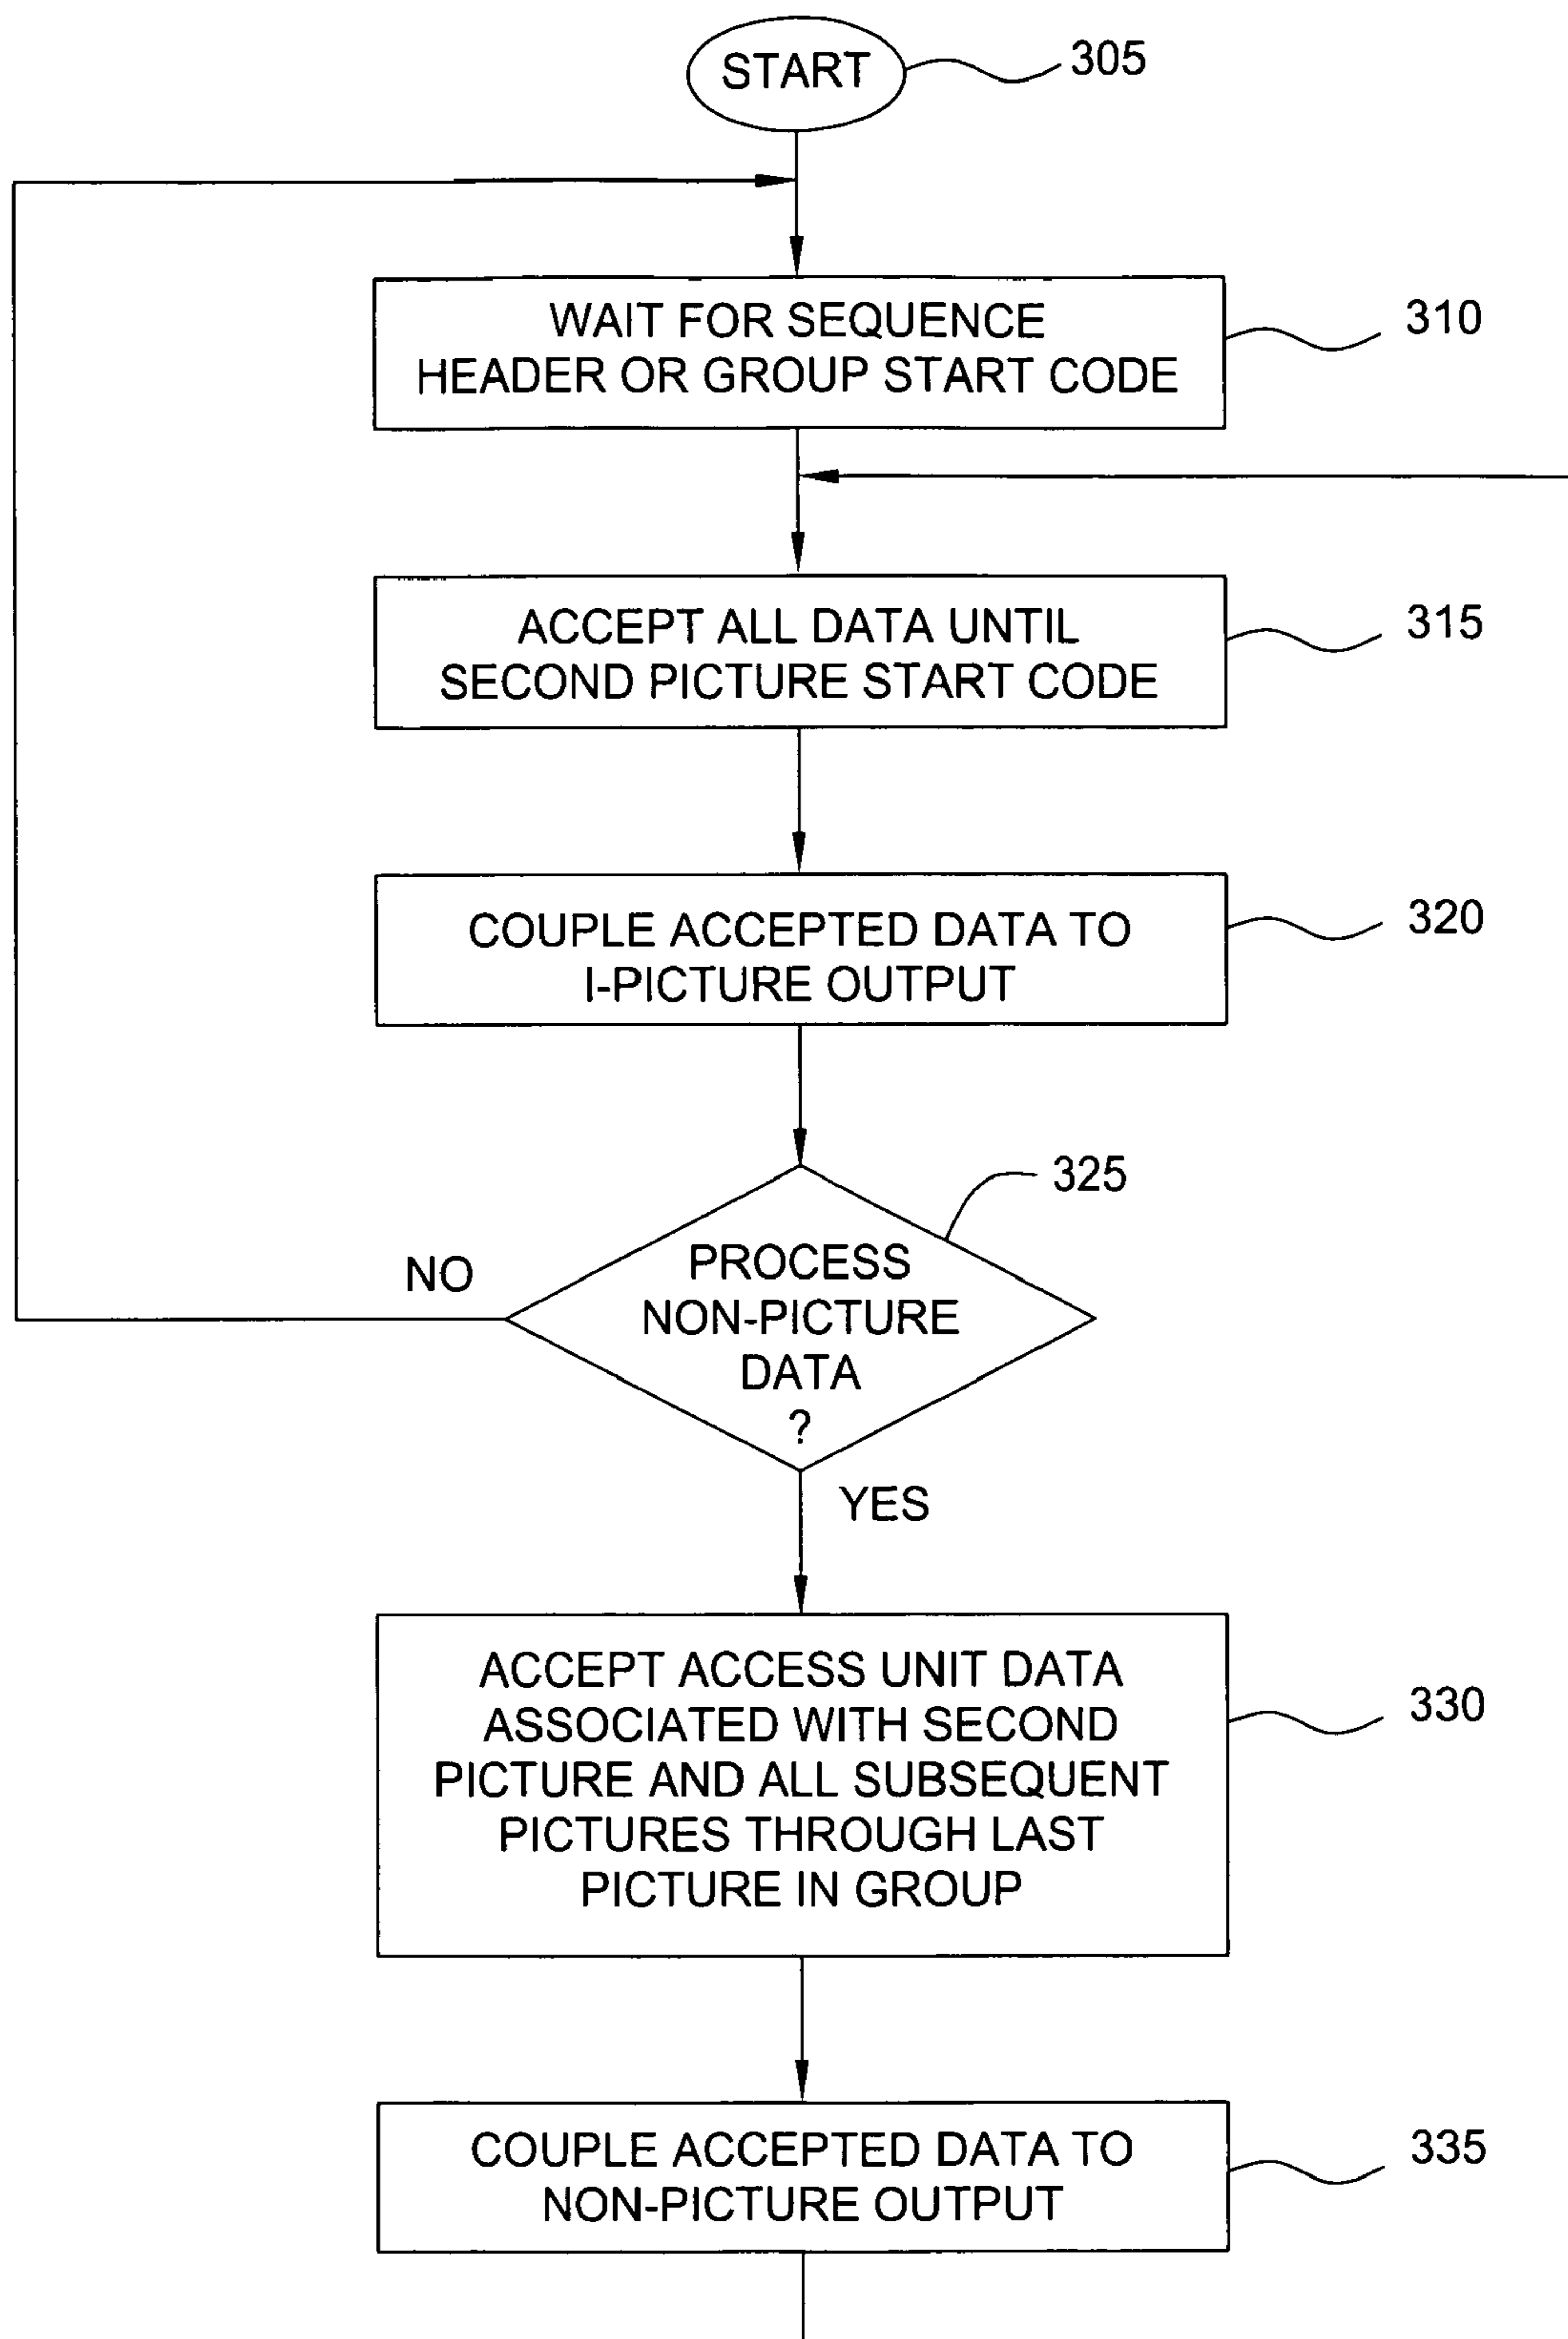 START
305
WAIT FOR SEQUENCE
HEADER OR GROUP START CODE
310
ACCEPT ALL DATA UNTIL
SECOND PICTURE START CODE
315
COUPLE ACCEPTED DATA TO
I-PICTURE OUTPUT
320
325
PROCESS
NON-PICTURE
DATA
?
NO
YES
ACCEPT ACCESS UNIT DATA
ASSOCIATED WITH SECOND
PICTURE AND ALL SUBSEQUENT
PICTURES THROUGH LAST
PICTURE IN GROUP
330
COUPLE ACCEPTED DATA TO
NON-PICTURE OUTPUT
335